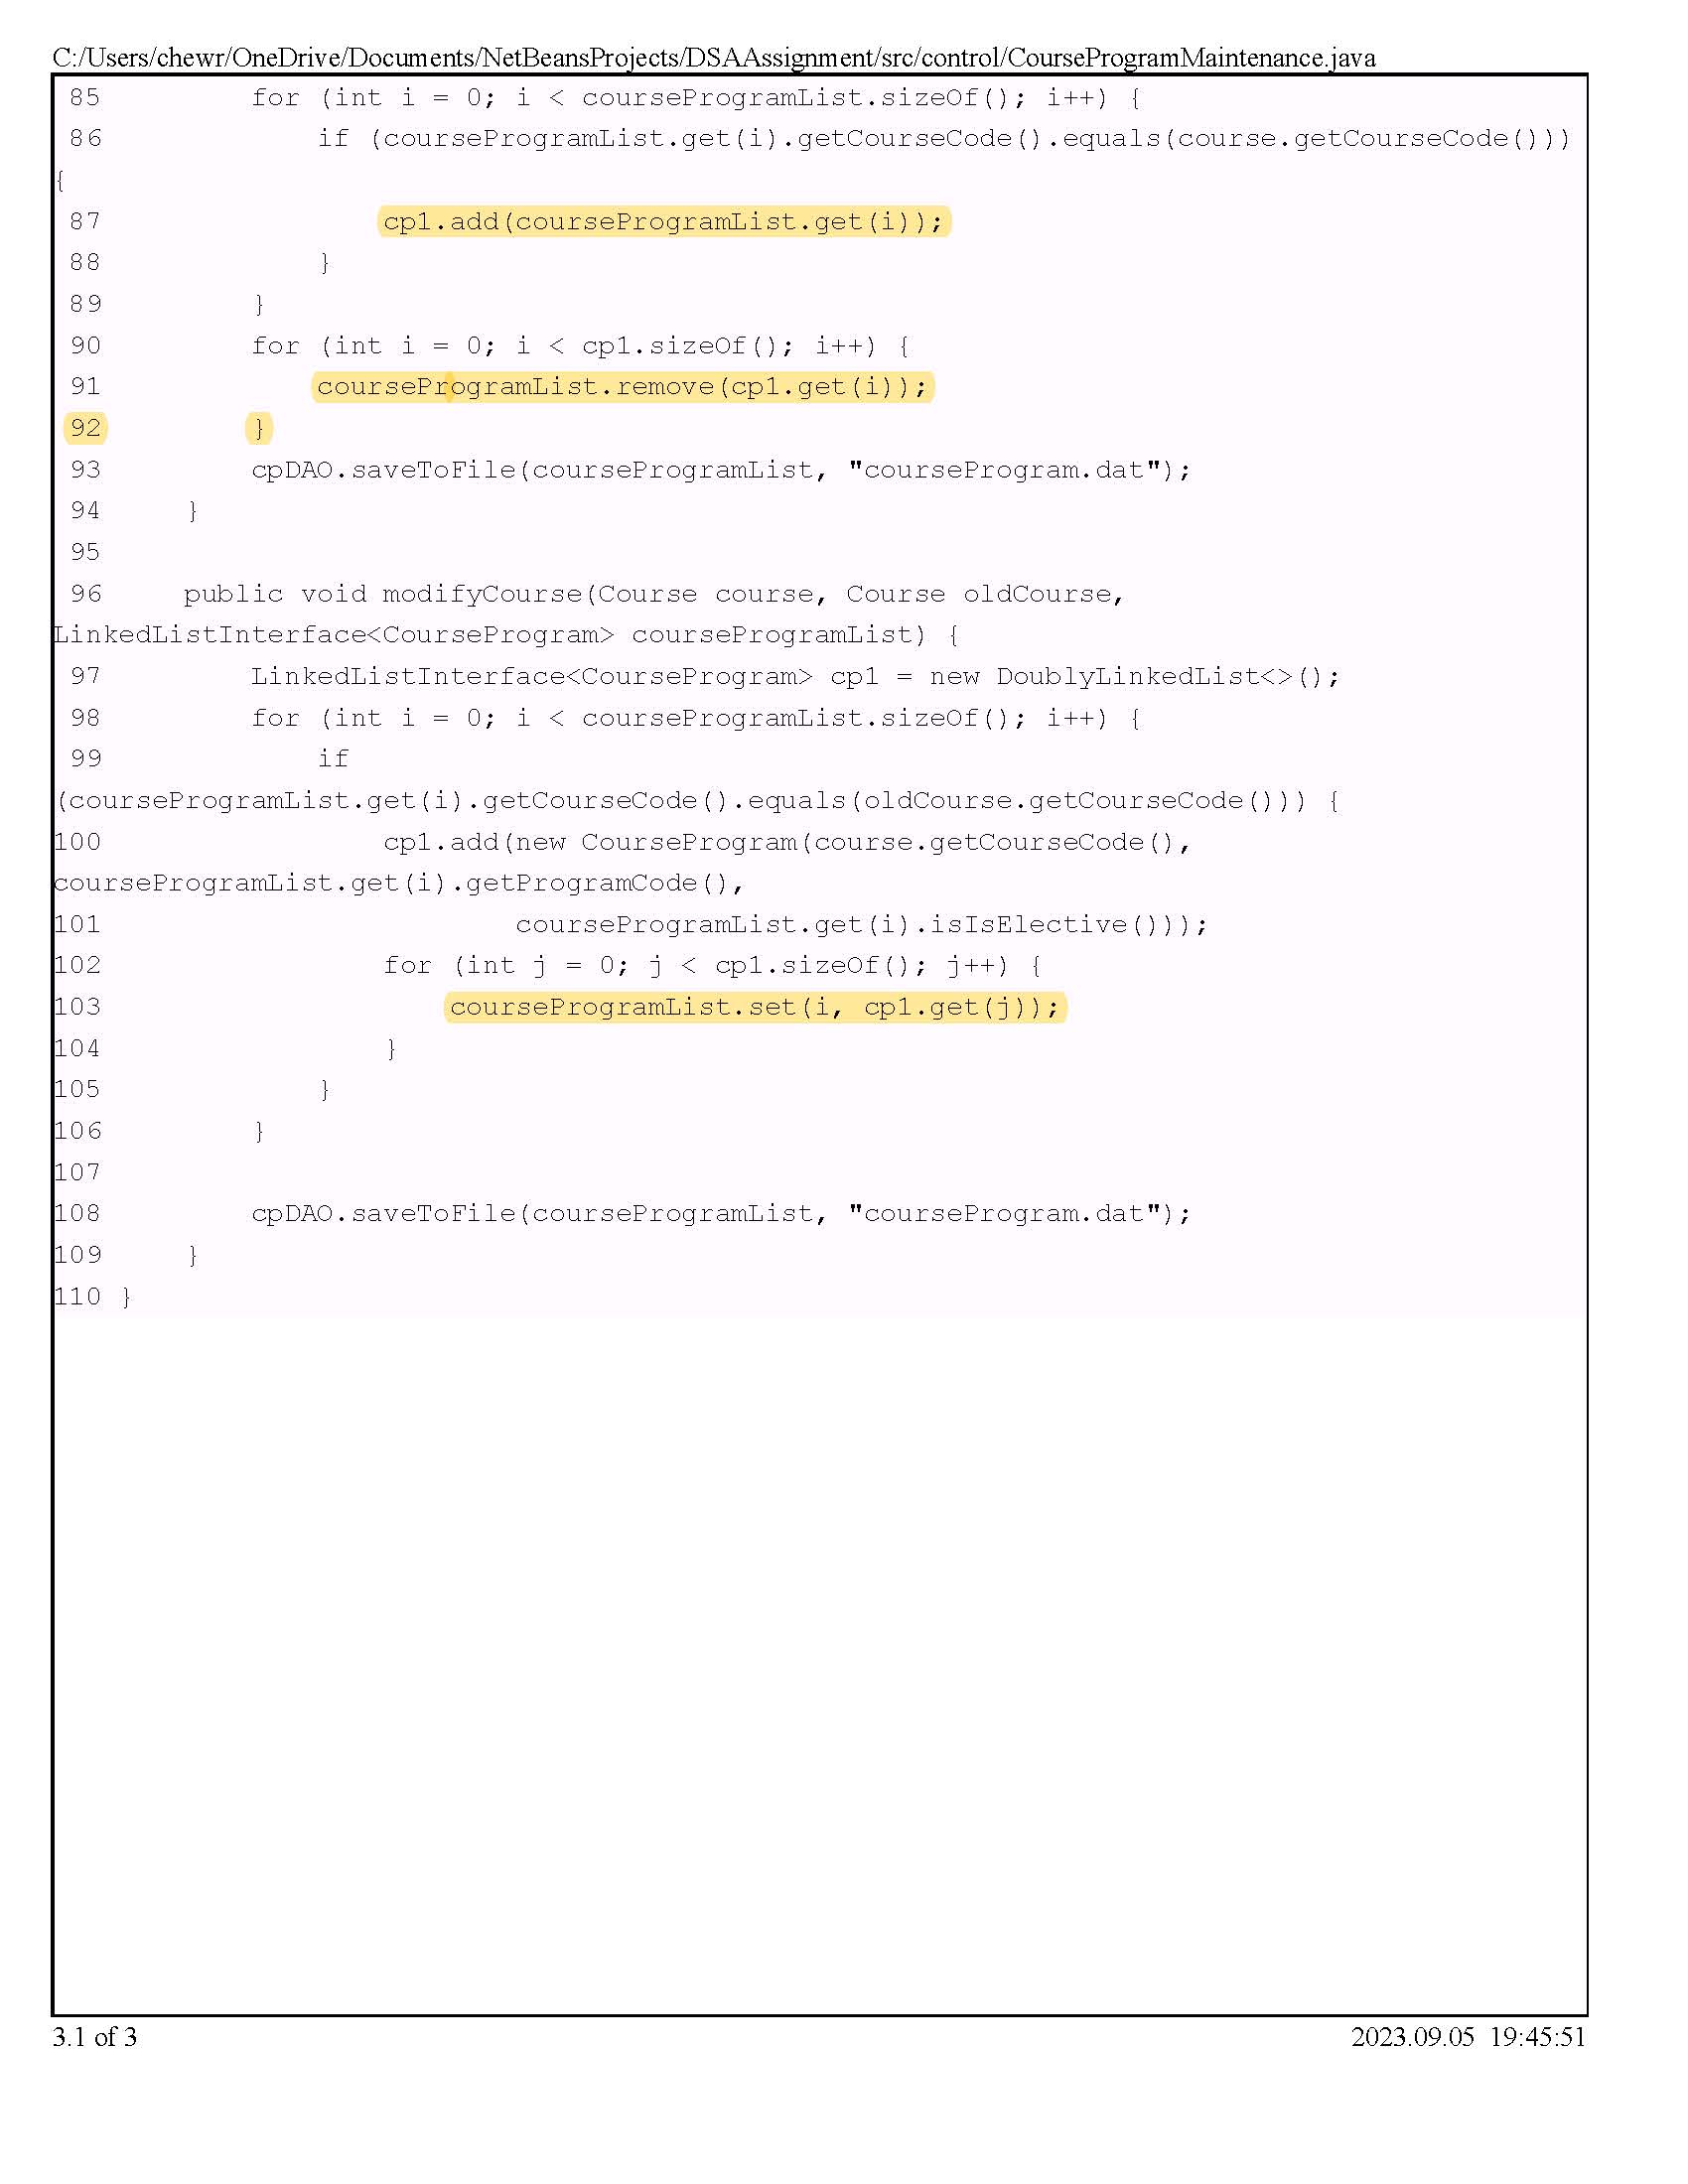 C:/Users/chewr/OneDrive/Documents/NetBeansProjects/DSAAssignment/src/control/CourseProgramMaintenance.java
85         for (int i = 0; i < courseProgramList.sizeOf(); i++) {
86             if (courseProgramList.get(i).getCourseCode().equals(course.getCourseCode()))
{
87                 cp1.add(courseProgramList.get(i));
88             }
89         }
90         for (int i = 0; i < cp1.sizeOf(); i++) {
91             courseProgramList.remove(cp1.get(i));
92         }
93         cpDAO.saveToFile(courseProgramList, "courseProgram.dat");
94     }
95
96     public void modifyCourse(Course course, Course oldCourse,
LinkedListInterface<CourseProgram> courseProgramList) {
97         LinkedListInterface<CourseProgram> cp1 = new DoublyLinkedList<>();
98         for (int i = 0; i < courseProgramList.sizeOf(); i++) {
99             if
(courseProgramList.get(i).getCourseCode().equals(oldCourse.getCourseCode())) {
100                 cp1.add(new CourseProgram(course.getCourseCode(),
courseProgramList.get(i).getProgramCode(),
101                         courseProgramList.get(i).isIsElective()));
102                 for (int j = 0; j < cp1.sizeOf(); j++) {
103                     courseProgramList.set(i, cp1.get(j));
104                 }
105             }
106         }
107
108         cpDAO.saveToFile(courseProgramList, "courseProgram.dat");
109     }
110 }
3.1 of 3
2023.09.05 19:45:51